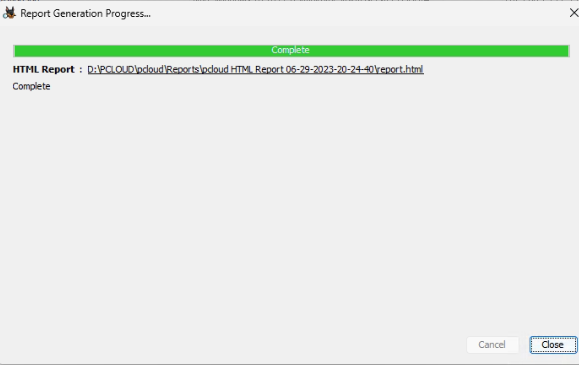 Report Generation Progress...
Complete
HTML Report : D:\PCLOUD\pcloud\Reports\pcloud HTML Report 06-29-2023-20-24-40\report.html
Complete
Cancel
Close